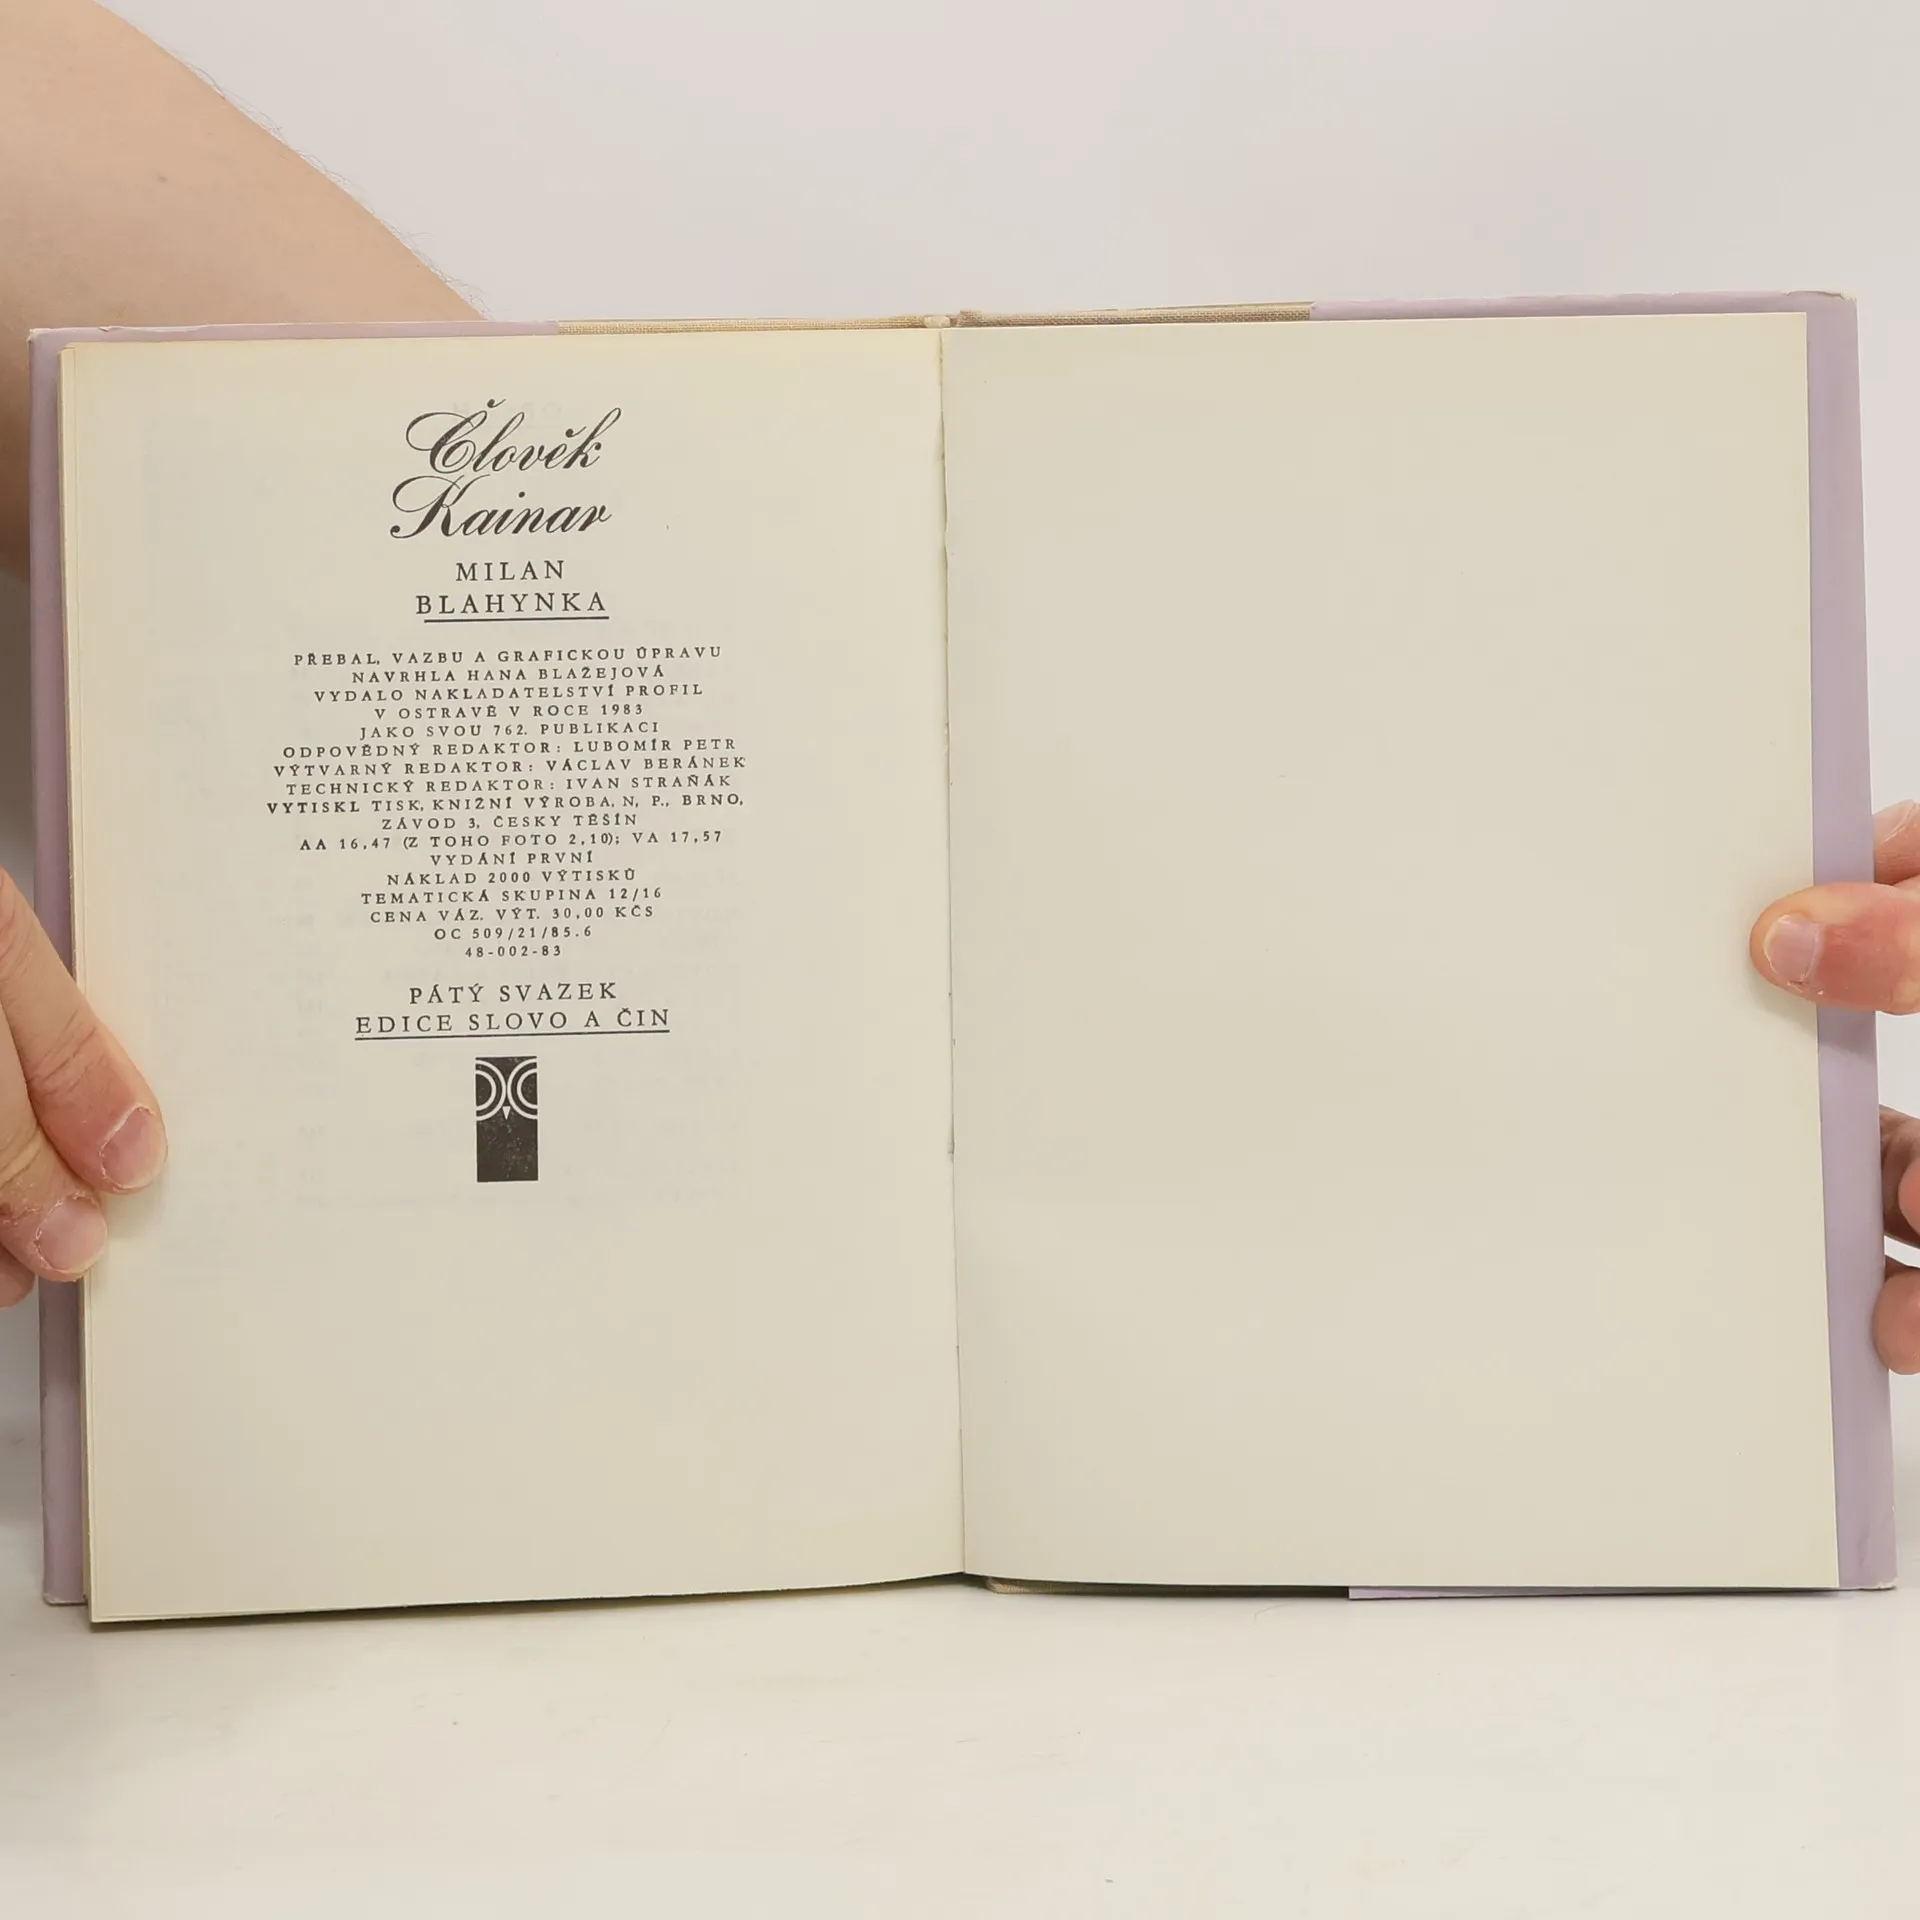 Člověk
Kainar
MILAN
BLAHYNKA
PŘEBAL, VAZBU A GRAFICKOU ÚPRAVU
NAVRHLA HANA BLAŽEJOVÁ
VYDALO NAKLADATELSTVÍ PROFIL
V OSTRAVĚ V ROCE 1983
JAKO SVOU 762. PUBLIKACI
ODPOVĚDNÝ REDAKTOR: LUBOMÍR PETR
VÝTVARNÝ REDAKTOR: VÁCLAV BERÁNEK
TECHNICKÝ REDAKTOR: IVAN STRAŇÁK
VYTISKL TISK, KNIŽNÍ VÝROBA, N. P., BRNO,
ZÁVOD 3, ČESKY TĚŠÍN
AA 16,47 (Z TOHO FOTO 2,10); VA 17,57
VYDÁNÍ PRVNÍ
NÁKLAD 2000 VÝTISKŮ
TEMATICKÁ SKUPINA 12/16
CENA VÁZ. VÝT. 30,00 KČS
OC 509/21/85.6
48-002-83
PÁTÝ SVAZEK
EDICE SLOVO A ČIN